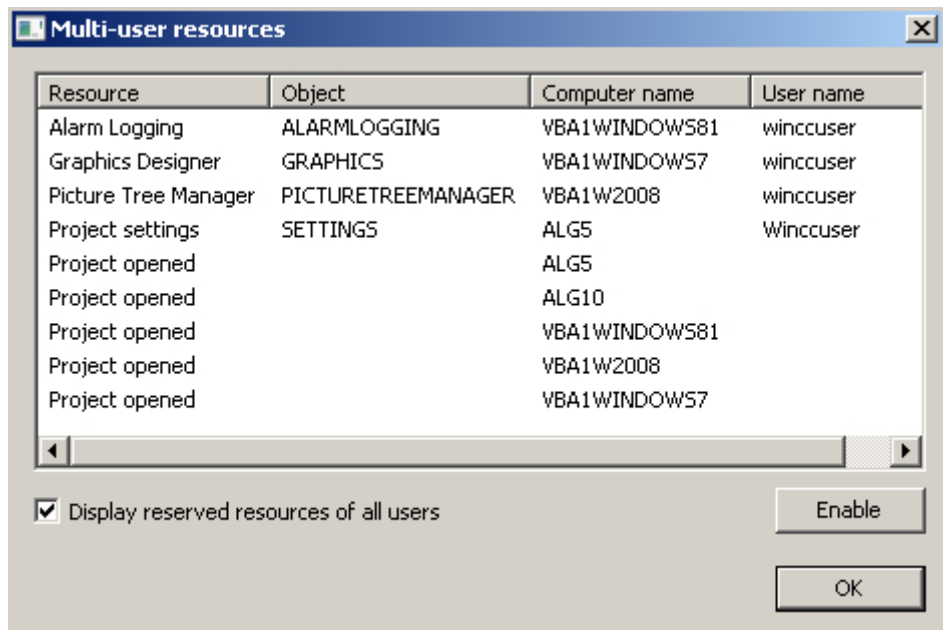 Multi-user resources
Resource Object Computer name User name
Alarm Logging ALARMLOGGING VBA1WINDOWS81 winccuser
Graphics Designer GRAPHICS VBA1WINDOWS7 winccuser
Picture Tree Manager PICTURETREEMANAGER VBA1W2008 winccuser
Project settings SETTINGS ALG5 Winccuser
Project opened ALG5
Project opened ALG10
Project opened VBA1WINDOWS81
Project opened VBA1W2008
Project opened VBA1WINDOWS7
Display reserved resources of all users Enable
OK